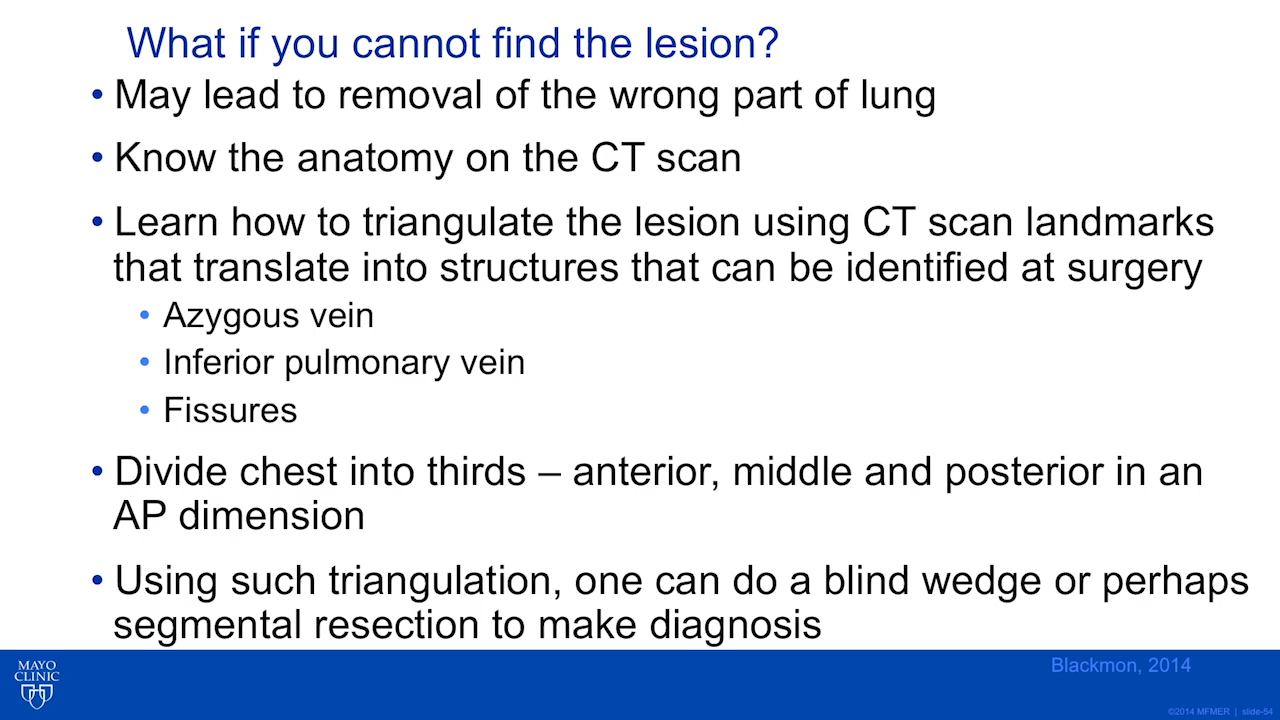 What if you cannot find the lesion?
• May lead to removal of the wrong part of lung
• Know the anatomy on the CT scan
• Learn how to triangulate the lesion using CT scan landmarks
that translate into structures that can be identified at surgery
• Azygous vein
• Inferior pulmonary vein
• Fissures
• Divide chest into thirds – anterior, middle and posterior in an
AP dimension
• Using such triangulation, one can do a blind wedge or perhaps
segmental resection to make diagnosis
MAYO
CLINIC
Blackmon, 2014
©2014 MFMER | slide-54